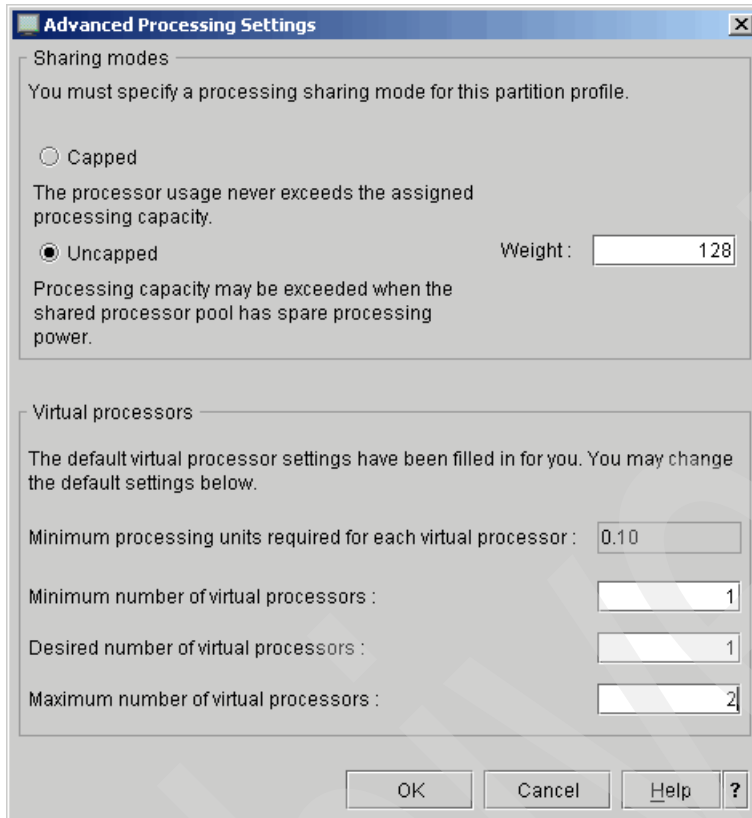 Advanced Processing Settings
Sharing modes
You must specify a processing sharing mode for this partition profile.
Capped
The processor usage never exceeds the assigned
processing capacity.
Uncapped
Weight : 128
Processing capacity may be exceeded when the
shared processor pool has spare processing
power.
Virtual processors
The default virtual processor settings have been filled in for you. You may change
the default settings below.
Minimum processing units required for each virtual processor : 0.10
Minimum number of virtual processors : 1
Desired number of virtual processors : 1
Maximum number of virtual processors : 2
OK Cancel Help ?